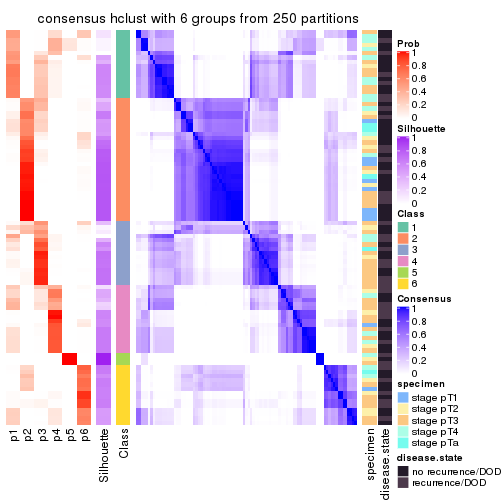 consensus hclust with 6 groups from 250 partitions
Prob
1
0.8
0.6
0.4
0.2
0
Silhouette
1
0.8
0.6
0.4
0.2
0
Class
1
2
3
4
5
6
Consensus
1
0.8
0.6
0.4
0.2
0
specimen
stage pT1
stage pT2
stage pT3
stage pT4
stage pTa
disease.state
no recurrence/DOD
recurrence/DOD
p1
p2
p3
p4
p5
p6
Silhouette
Class
specimen
disease.state